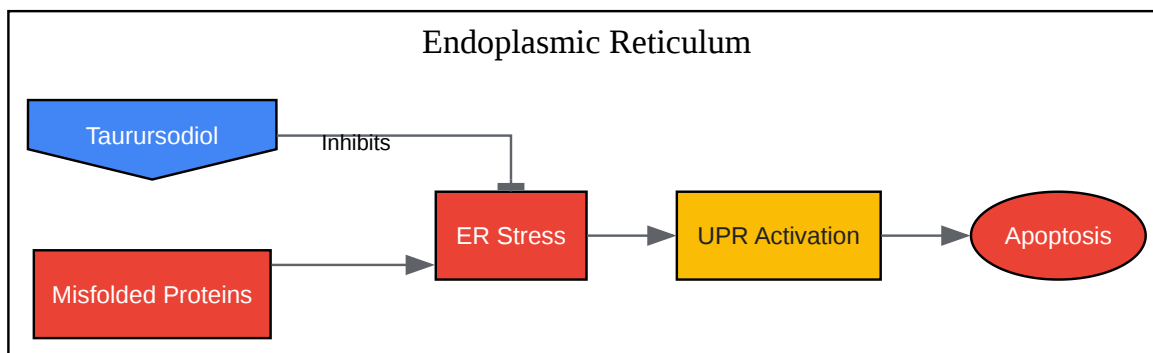 Endoplasmic Reticulum
Taurursodiol
Inhibits
ER Stress
UPR Activation
Apoptosis
Misfolded Proteins